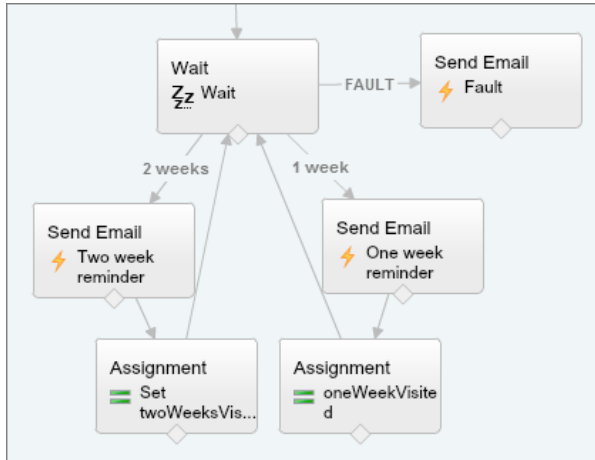 Wait
Zz
z...
Wait
Send Email
Fault
FAULT
2 weeks
1 week
Send Email
Two week
reminder
Send Email
One week
reminder
Assignment
Set
twoWeeksVis...
Assignment
oneWeekVisite
d